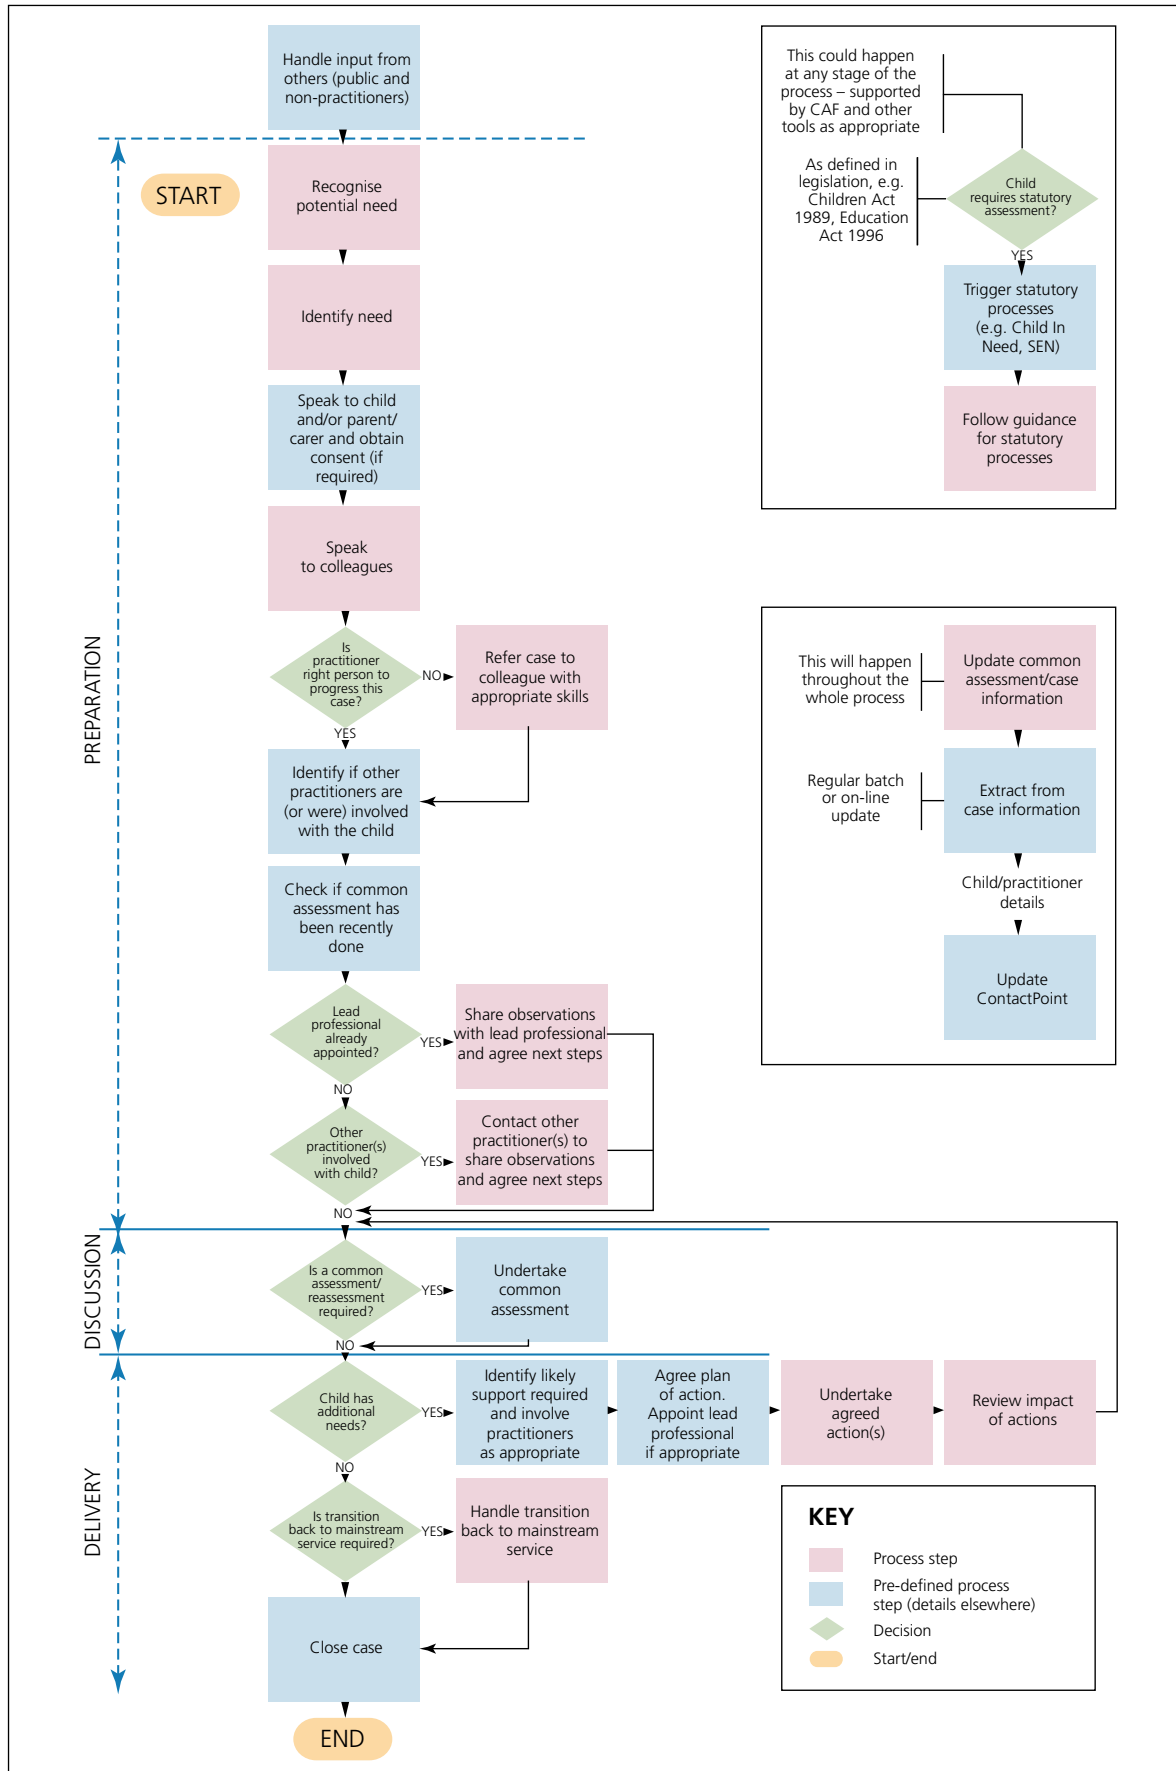 Handle input from
others (public and
non-practitioners)
START
Recognise
potential need
Identify need
Speak to child
and/or parent/
carer and obtain
consent (if
required)
Speak
to colleagues
PREPARATION
Is
practitioner
right person to
progress this
case?
NO
Refer case to
colleague with
appropriate skills
YES
Identify if other
practitioners are
(or were) involved
with the child
Check if common
assessment has
been recently
done
Lead
professional
already
appointed?
YES
Share observations
with lead professional
and agree next steps
NO
Other
practitioner(s)
involved
with child?
YES
Contact other
practitioner(s) to
share observations
and agree next steps
NO
DISCUSSION
Is a common
assessment/
reassessment
required?
YES
Undertake
common
assessment
NO
DELIVERY
Child has
additional
needs?
YES
Identify likely
support required
and involve
practitioners
as appropriate
Agree plan
of action.
Appoint lead
professional
if appropriate
Undertake
agreed
action(s)
Review impact
of actions
NO
Is transition
back to mainstream
service required?
YES
Handle transition
back to mainstream
service
Close case
END
This could happen
at any stage of the
process – supported
by CAF and other
tools as appropriate
As defined in
legislation, e.g.
Children Act
1989, Education
Act 1996
Child
requires statutory
assessment?
YES
Trigger statutory
processes
(e.g. Child In
Need, SEN)
Follow guidance
for statutory
processes
This will happen
throughout the
whole process
Update common
assessment/case
information
Regular batch
or on-line
update
Extract from
case information
Child/practitioner
details
Update
ContactPoint
KEY
Process step
Pre-defined process
step (details elsewhere)
Decision
Start/end